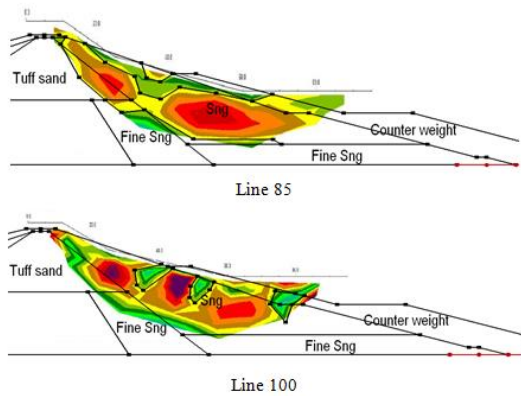 Tuff sand
Sng
Fine Sng
Counter weight
Fine Sng
Line 85
Tuff sand
Sng
Fine Sng
Counter weight
Fine Sng
Line 100